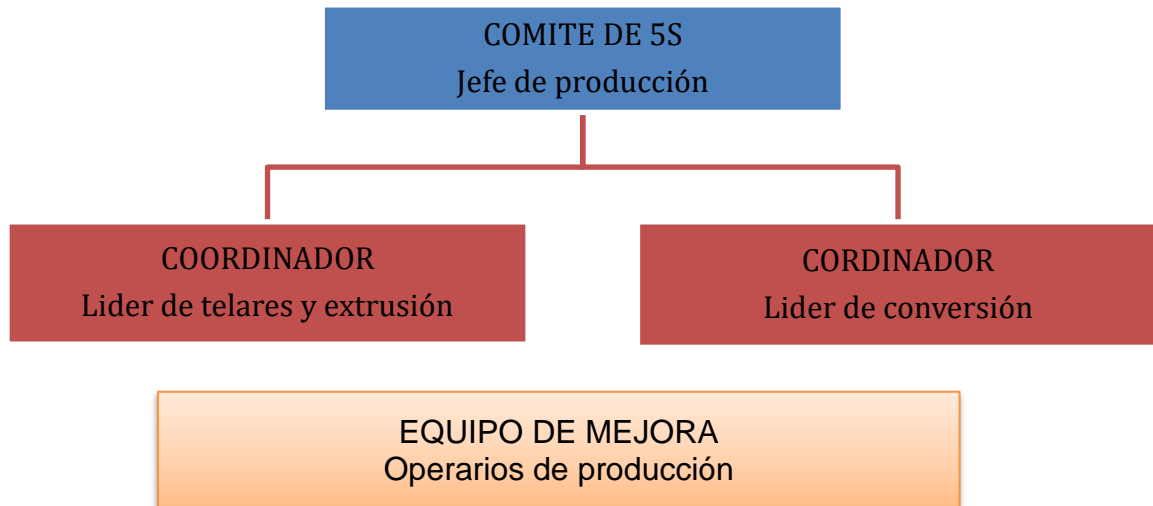 COMITE DE 5S
Jefe de producción
COORDINADOR
Lider de telares y extrusión
CORDINADOR
Lider de conversión
EQUIPO DE MEJORA
Operarios de producción